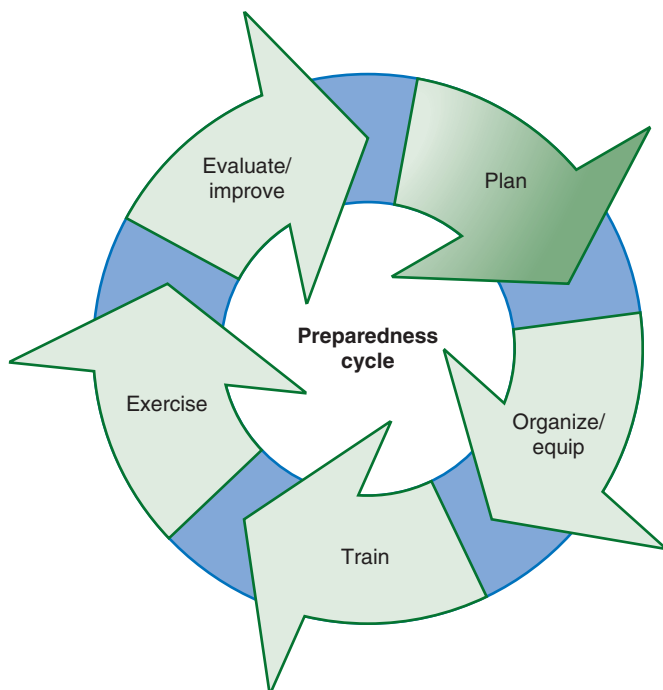 Preparedness
cycle
Plan
Organize/
equip
Train
Exercise
Evaluate/
improve